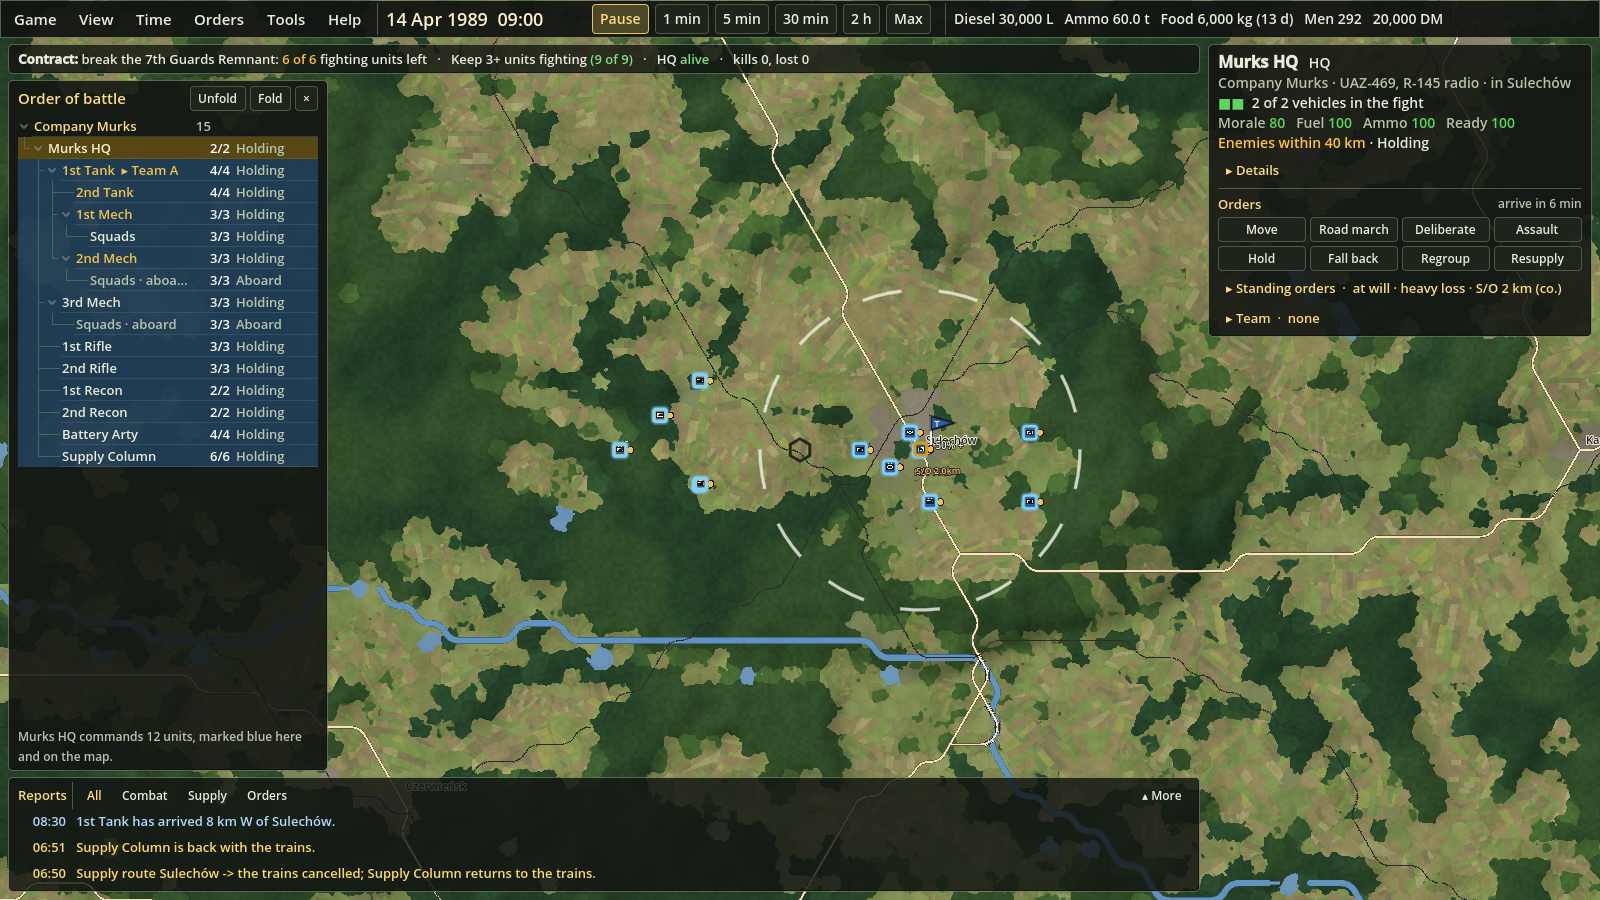 Game View Time Orders Tools Help 14 Apr 1989 09:00 Pause 1 min 5 min 30 min 2 h Max Diesel 30,000 L Ammo 60.0 t Food 6,000 kg (13 d) Men 292 20,000 DM
Contract: break the 7th Guards Remnant: 6 of 6 fighting units left · Keep 3+ units fighting (9 of 9) · HQ alive · kills 0, lost 0
Order of battle Unfold Fold ×
Company Murks 15
Murks HQ 2/2 Holding
1st Tank ▸ Team A 4/4 Holding
2nd Tank 4/4 Holding
1st Mech 3/3 Holding
Squads 3/3 Holding
2nd Mech 3/3 Holding
Squads · aboa... 3/3 Aboard
3rd Mech 3/3 Holding
Squads · aboard 3/3 Aboard
1st Rifle 3/3 Holding
2nd Rifle 3/3 Holding
1st Recon 2/2 Holding
2nd Recon 2/2 Holding
Battery Arty 4/4 Holding
Supply Column 6/6 Holding
Murks HQ commands 12 units, marked blue here
and on the map.
Murks HQ HQ
Company Murks · UAZ-469, R-145 radio · in Sulechów
2 of 2 vehicles in the fight
Morale 80 Fuel 100 Ammo 100 Ready 100
Enemies within 40 km · Holding
▸ Details
Orders arrive in 6 min
Move Road march Deliberate Assault
Hold Fall back Regroup Resupply
▸ Standing orders · at will · heavy loss · S/O 2 km (co.)
▸ Team · none
T
Sulechów
S/O 2.0km
Ka
Czerwieńsk
Reports All Combat Supply Orders ▴ More
08:30 1st Tank has arrived 8 km W of Sulechów.
06:51 Supply Column is back with the trains.
06:50 Supply route Sulechów -> the trains cancelled; Supply Column returns to the trains.